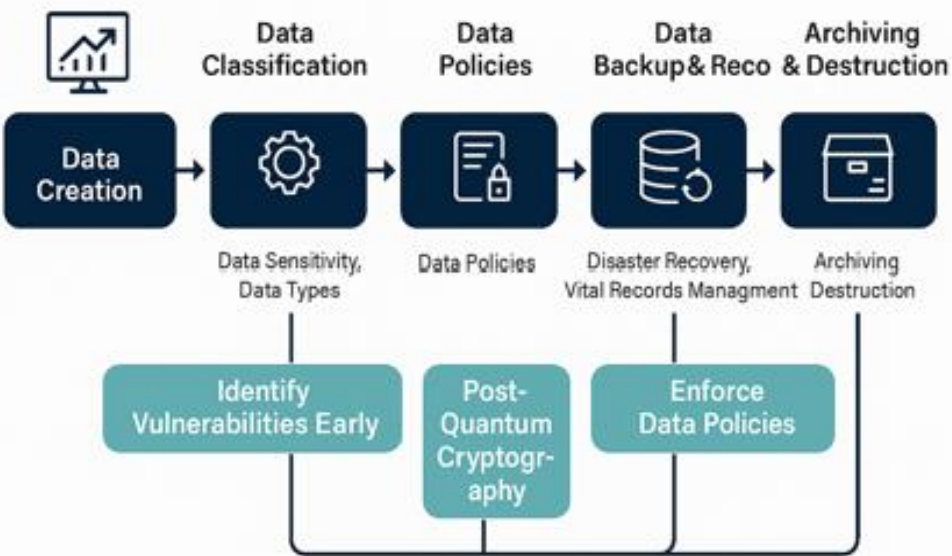 Data
Classification
Data
Policies
Data
Backup & Reco
Archiving
& Destruction
Data
Creation
Data Sensitivity,
Data Types
Data Policies
Disaster Recovery,
Vital Records Managment
Archiving
Destruction
Identify
Vulnerabilities Early
Post-
Quantum
Cryptogr-
aphy
Enforce
Data Policies